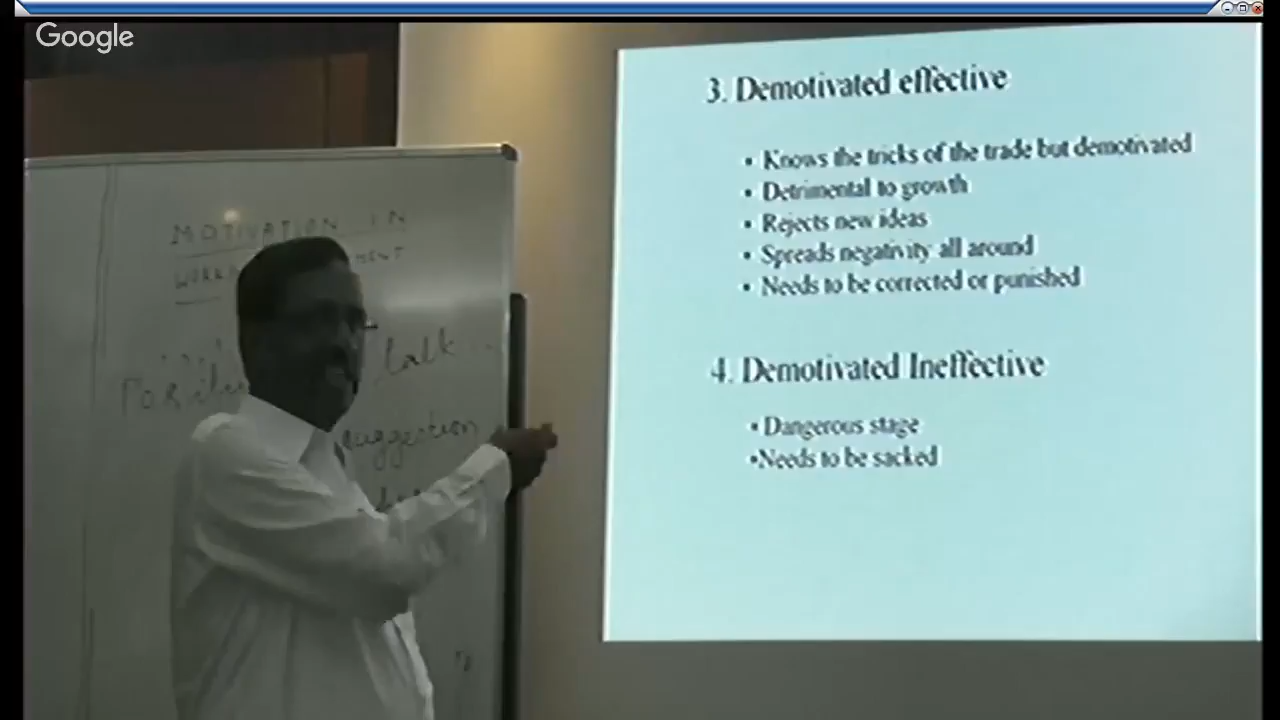 Google
MOTIVATION IN
talk
suggestion
3. Demotivated effective
• Knows the tricks of the trade but demotivated
• Detrimental to growth
• Rejects new ideas
• Spreads negativity all around
• Needs to be corrected or punished
4. Demotivated Ineffective
• Dangerous stage
•Needs to be sacked